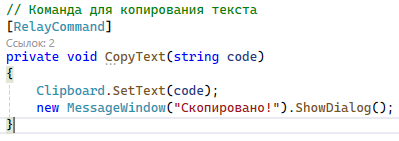 // Команда для копирования текста
[RelayCommand]
Ссылок: 2
private void CopyText(string code)
{
Clipboard.SetText(code);
new MessageWindow("Скопировано!").ShowDialog();
}